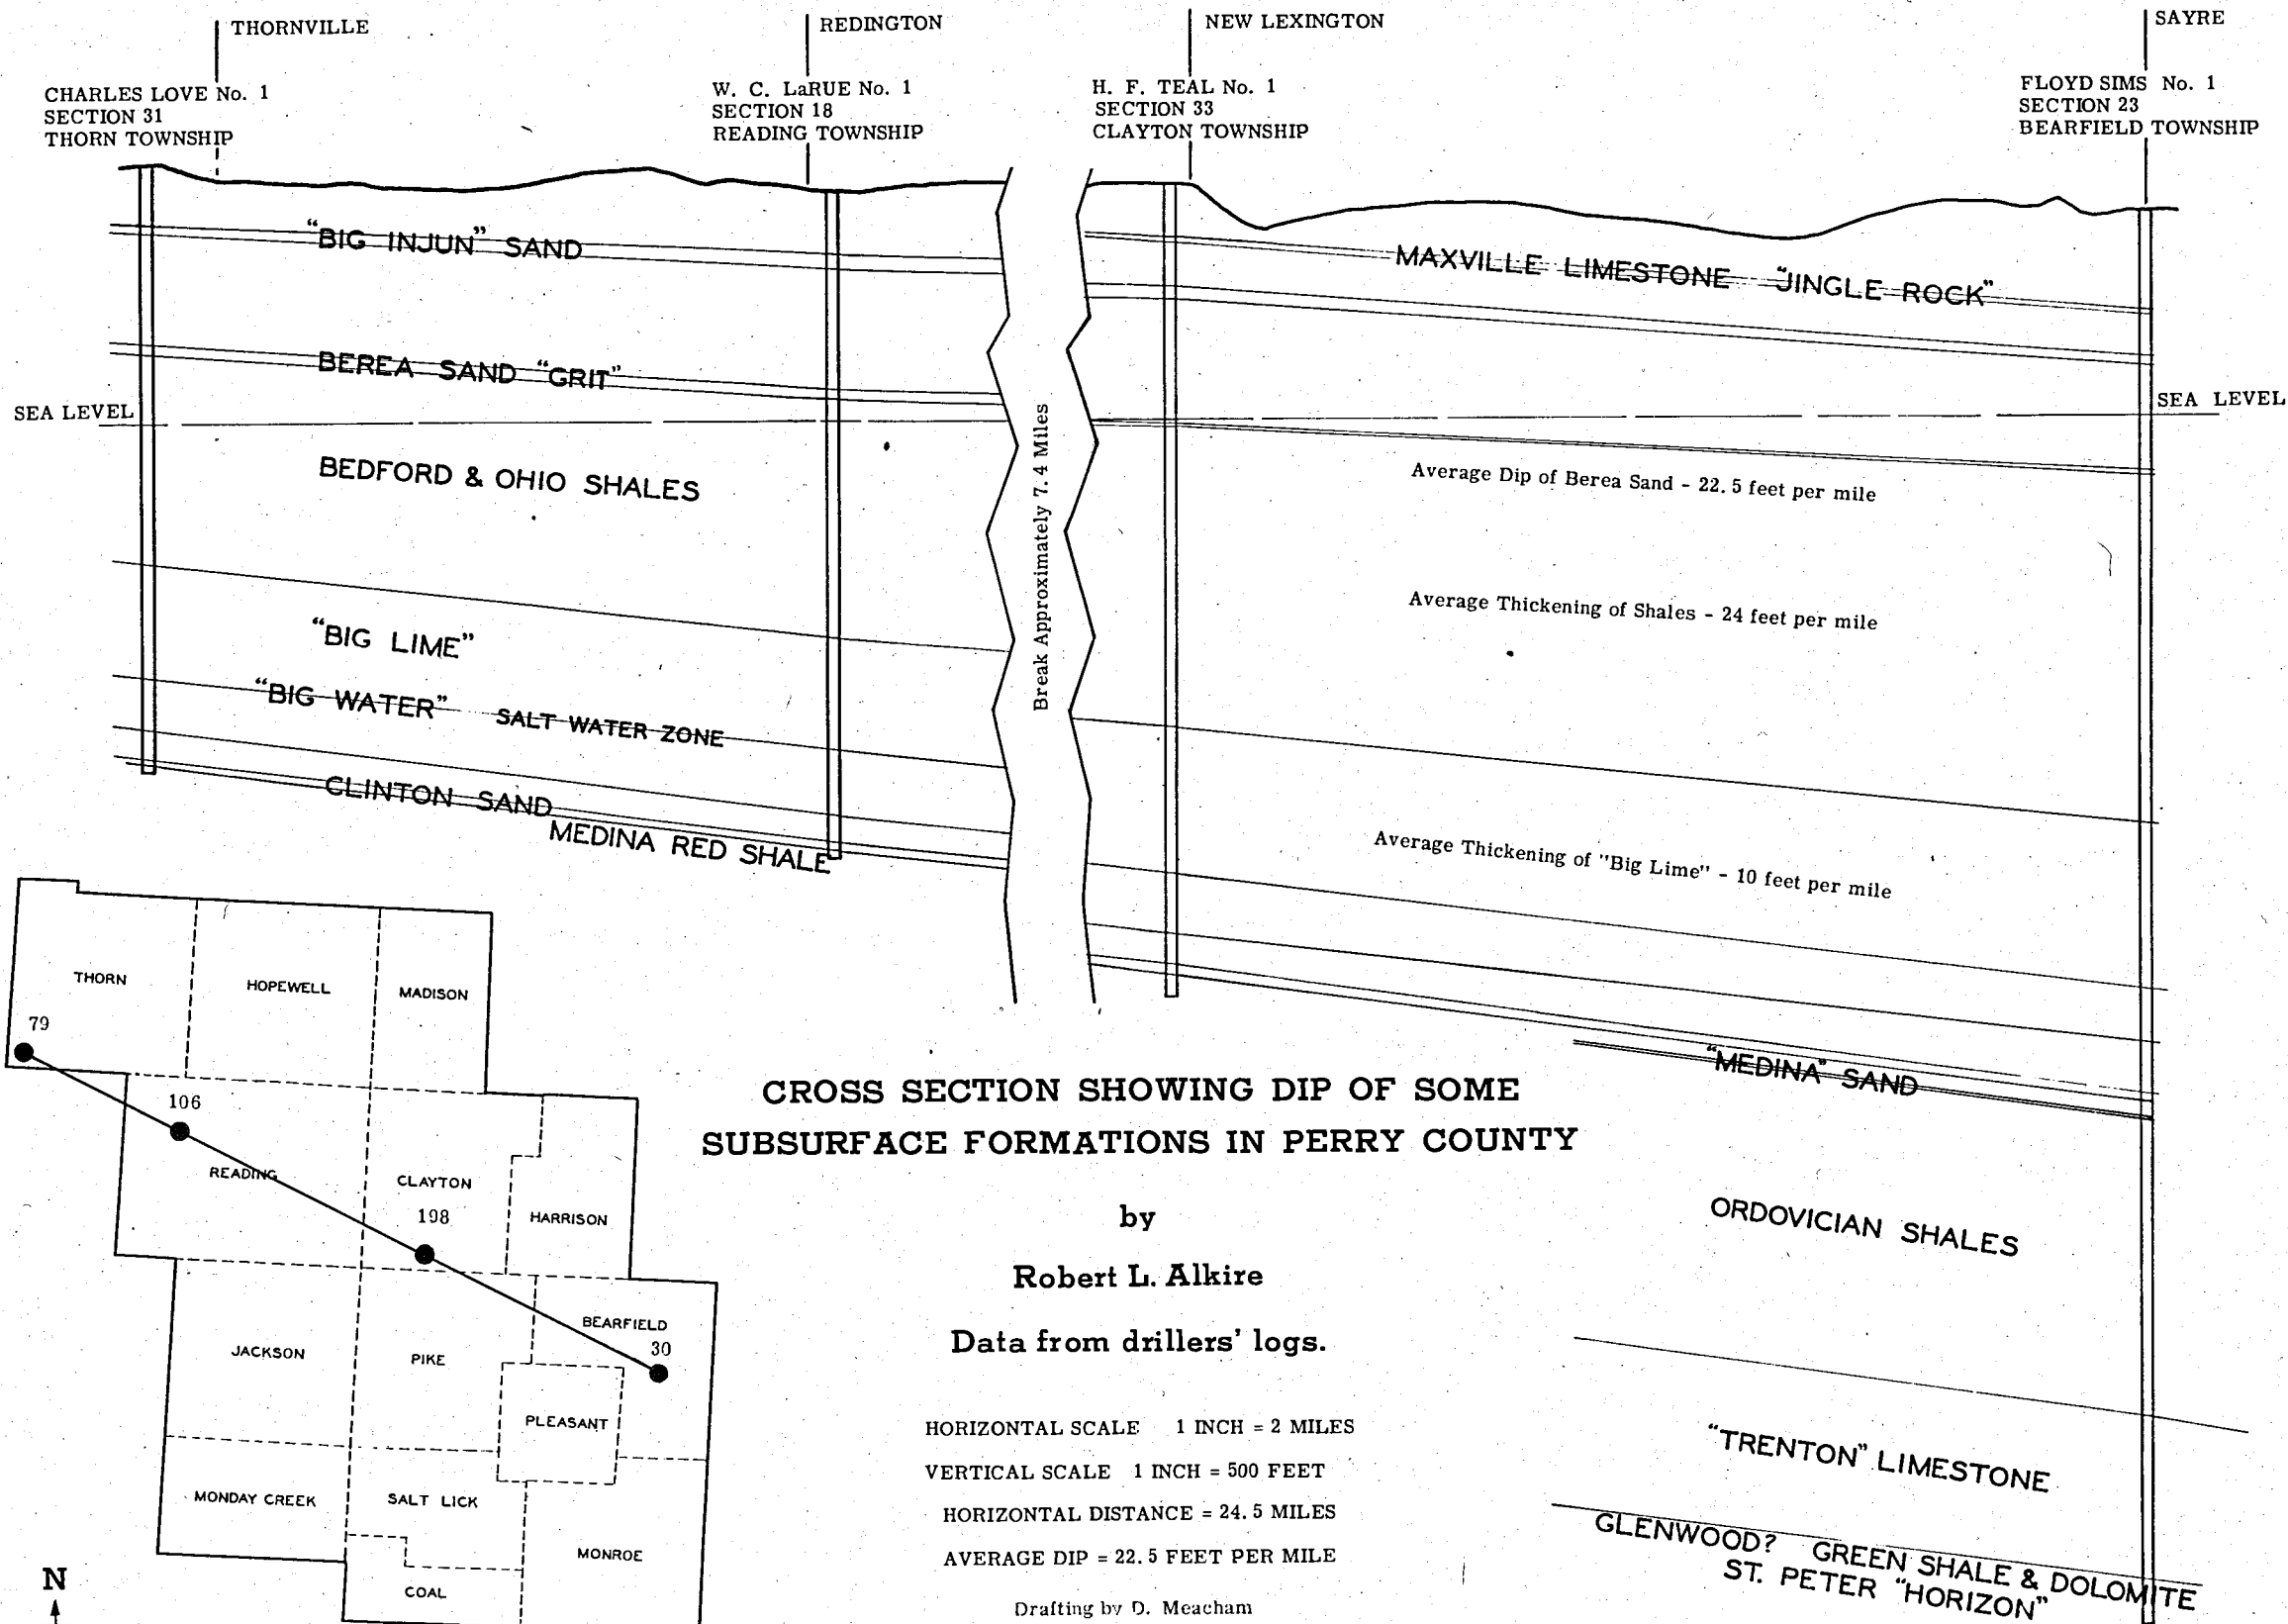 THORNVILLE
REDINGTON
NEW LEXINGTON
SAYRE
CHARLES LOVE No. 1
SECTION 31
THORN TOWNSHIP
W. C. LaRUE No. 1
SECTION 18
READING TOWNSHIP
H. F. TEAL No. 1
SECTION 33
CLAYTON TOWNSHIP
FLOYD SIMS No. 1
SECTION 23
BEARFIELD TOWNSHIP
"BIG INJUN" SAND
MAXVILLE LIMESTONE "JINGLE ROCK"
BEREA SAND "GRIT"
SEA LEVEL
SEA LEVEL
BEDFORD & OHIO SHALES
Break Approximately 7.4 Miles
Average Dip of Berea Sand - 22.5 feet per mile
Average Thickening of Shales - 24 feet per mile
"BIG LIME"
"BIG WATER" SALT WATER ZONE
CLINTON SAND
MEDINA RED SHALE
Average Thickening of "Big Lime" - 10 feet per mile
"MEDINA" SAND
ORDOVICIAN SHALES
"TRENTON" LIMESTONE
GLENWOOD? GREEN SHALE & DOLOMITE
ST. PETER "HORIZON"
THORN
HOPEWELL
MADISON
79
106
READING
CLAYTON
198
HARRISON
BEARFIELD
30
JACKSON
PIKE
PLEASANT
MONDAY CREEK
SALT LICK
MONROE
COAL
N
CROSS SECTION SHOWING DIP OF SOME
SUBSURFACE FORMATIONS IN PERRY COUNTY
by
Robert L. Alkire
Data from drillers' logs.
HORIZONTAL SCALE 1 INCH = 2 MILES
VERTICAL SCALE 1 INCH = 500 FEET
HORIZONTAL DISTANCE = 24.5 MILES
AVERAGE DIP = 22.5 FEET PER MILE
Drafting by D. Meacham